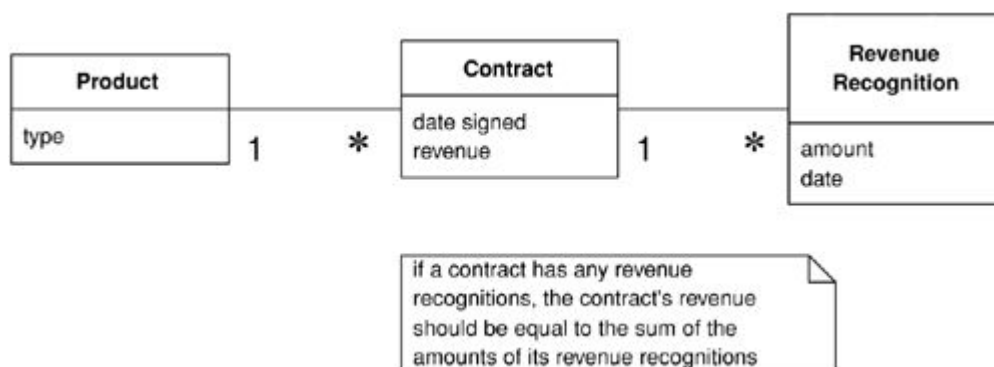 Product
type
1
*
Contract
date signed
revenue
1
*
Revenue
Recognition
amount
date
if a contract has any revenue
recognitions, the contract's revenue
should be equal to the sum of the
amounts of its revenue recognitions